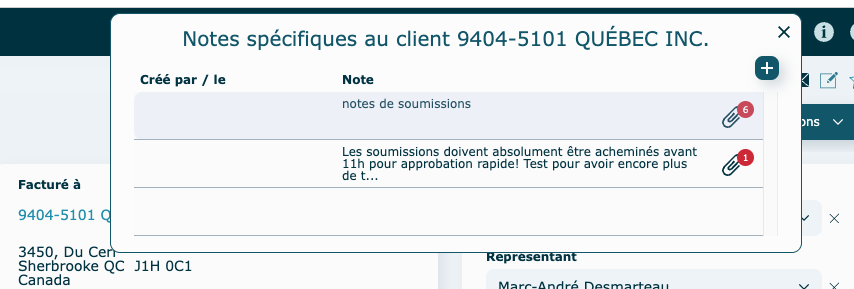 Notes spécifiques au client 9404-5101 QUÉBEC INC.
Créé par / le
Note
notes de soumissions
6
Les soumissions doivent absolument être acheminés avant
11h pour approbation rapide! Test pour avoir encore plus
de t...
1
ons
Facturé à
9404-5101 Q
3450, Du Cerf
Sherbrooke QC J1H 0C1
Canada
Représentant
Marc-André Desmarteau